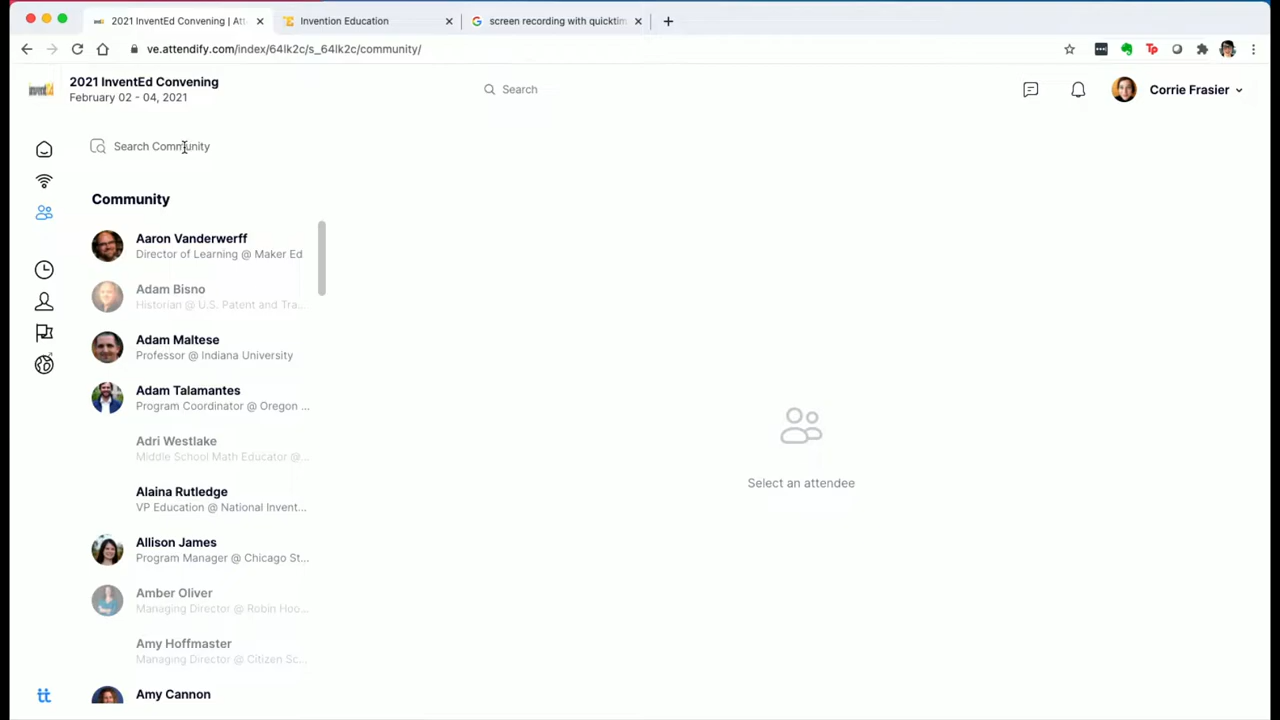 2021 InventEd Convening | Att
Invention Education
screen recording with quicktim
ve.attendify.com/index/64lk2c/s_64lk2c/community/
Tp
2021 InventEd Convening
February 02 - 04, 2021
Search
Corrie Frasier
Search Community
Community
Aaron Vanderwerff
Director of Learning @ Maker Ed
Adam Bisno
Historian @ U.S. Patent and Tra...
Adam Maltese
Professor @ Indiana University
Adam Talamantes
Program Coordinator @ Oregon ...
Adri Westlake
Middle School Math Educator @...
Alaina Rutledge
VP Education @ National Invent...
Allison James
Program Manager @ Chicago St...
Amber Oliver
Managing Director @ Robin Hoo...
Amy Hoffmaster
Managing Director @ Citizen Sc...
Amy Cannon
Select an attendee
tt